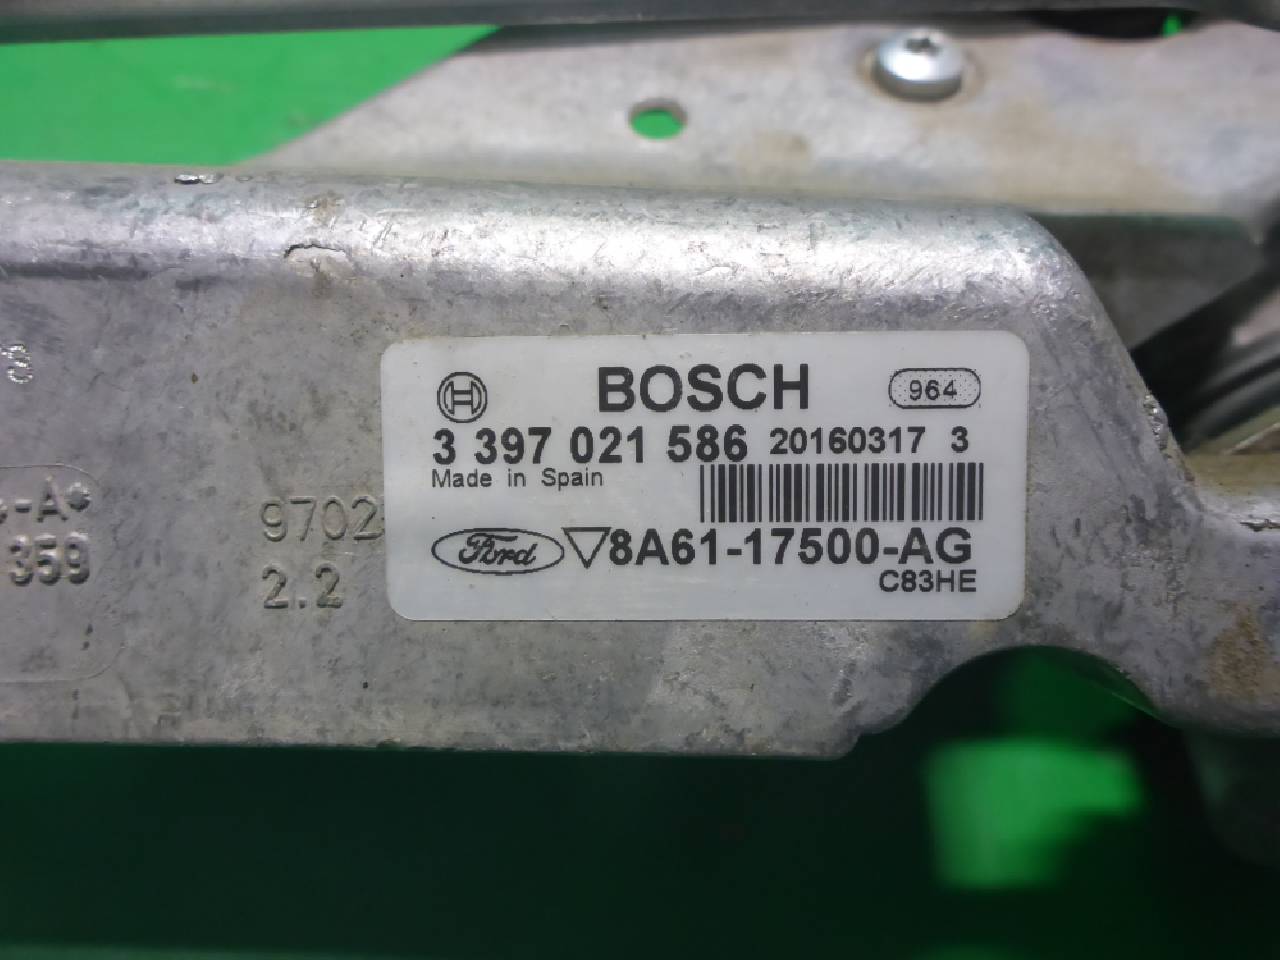 BOSCH 964
3 397 021 586 20160317 3
Made in Spain
Ford 8A61-17500-AG
C83HE
3
-A*
359
9702
2.2